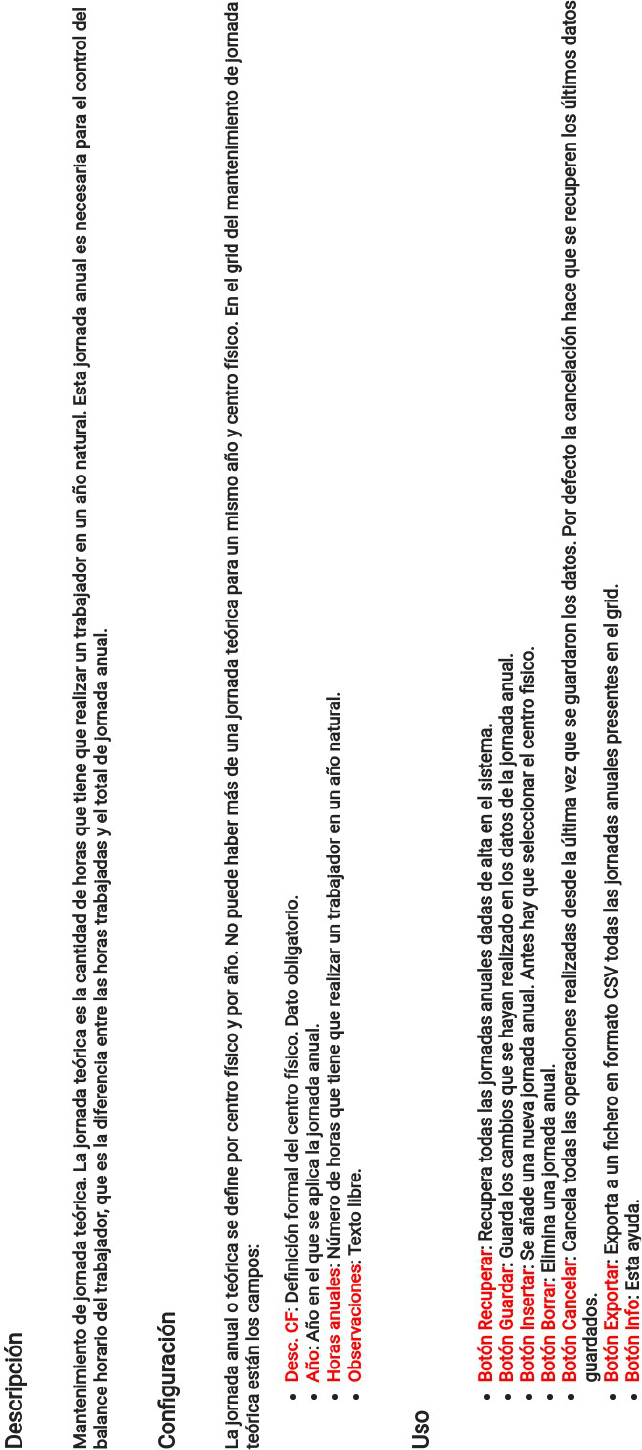 Descripción
Mantenimiento de jornada teórica. La jornada teórica es la cantidad de horas que tiene que realizar un trabajador en un año natural. Esta jornada anual es necesaria para el control del
balance horario del trabajador, que es la diferencia entre las horas trabajadas y el total de jornada anual.
Configuración
La jornada anual o teórica se define por centro físico y por año. No puede haber más de una jornada teórica para un mismo año y centro físico. En el grid del mantenimiento de jornada
teórica están los campos:
• Desc. CF: Definición formal del centro físico. Dato obligatorio.
• Año: Año en el que se aplica la jornada anual.
• Horas anuales: Número de horas que tiene que realizar un trabajador en un año natural.
• Observaciones: Texto libre.
Uso
• Botón Recuperar: Recupera todas las jornadas anuales dadas de alta en el sistema.
• Botón Guardar: Guarda los cambios que se hayan realizado en los datos de la jornada anual.
• Botón Insertar: Se añade una nueva jornada anual. Antes hay que seleccionar el centro fisico.
• Botón Borrar: Elimina una jornada anual.
• Botón Cancelar: Cancela todas las operaciones realizadas desde la última vez que se guardaron los datos. Por defecto la cancelación hace que se recuperen los últimos datos
guardados.
• Botón Exportar: Exporta a un fichero en formato CSV todas las jornadas anuales presentes en el grid.
• Botón Info: Esta ayuda.